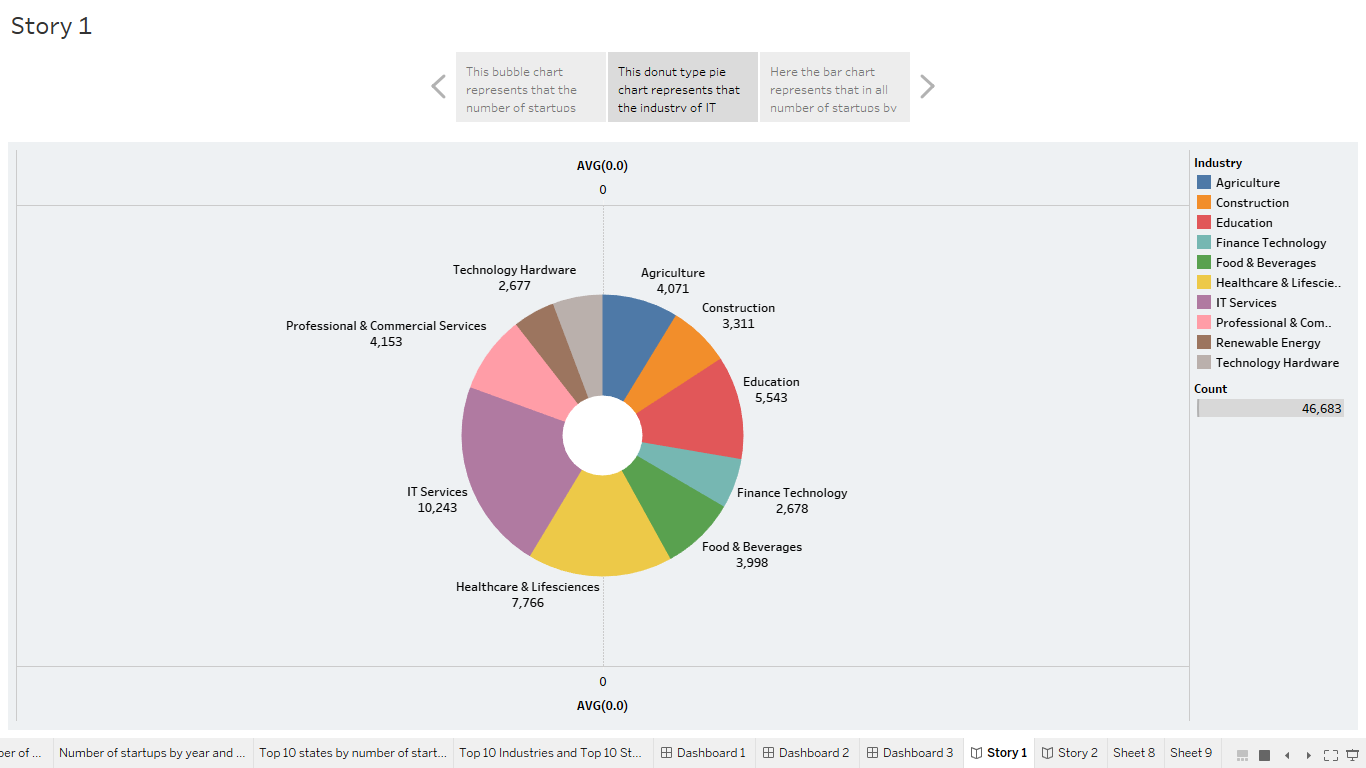 Story 1
This bubble chart
represents that the
number of startups
This donut type pie
chart represents that
the industry of IT
Here the bar chart
represents that in all
number of startups by
AVG(0.0)
0
Technology Hardware
2,677
Agriculture
4,071
Construction
3,311
Professional & Commercial Services
4,153
Education
5,543
IT Services
10,243
Finance Technology
2,678
Food & Beverages
3,998
Healthcare & Lifesciences
7,766
0
AVG(0.0)
Industry
Agriculture
Construction
Education
Finance Technology
Food & Beverages
Healthcare & Lifescie..
IT Services
Professional & Com..
Renewable Energy
Technology Hardware
Count
46,683
ber of ...
Number of startups by year and ...
Top 10 states by number of start...
Top 10 Industries and Top 10 St...
Dashboard 1
Dashboard 2
Dashboard 3
Story 1
Story 2
Sheet 8
Sheet 9